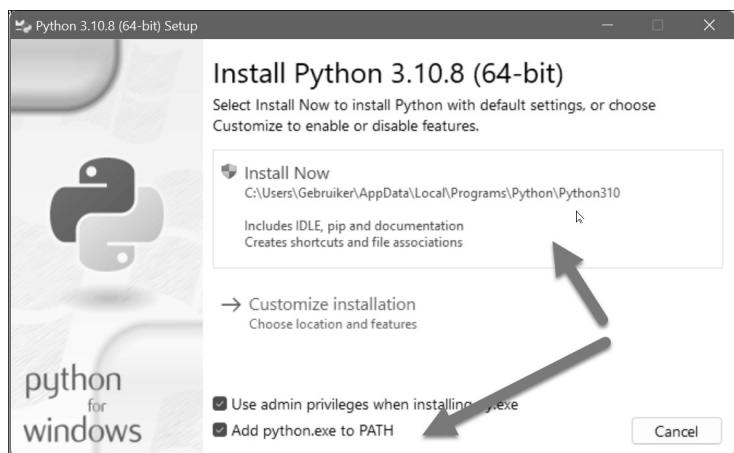 Python 3.10.8 (64-bit) Setup
Install Python 3.10.8 (64-bit)
Select Install Now to install Python with default settings, or choose
Customize to enable or disable features.
Install Now
C:\Users\Gebruiker\AppData\Local\Programs\Python\Python310
Includes IDLE, pip and documentation
Creates shortcuts and file associations
Customize installation
Choose location and features
python
for
windows
Use admin privileges when installing
Add python.exe to PATH
Cancel